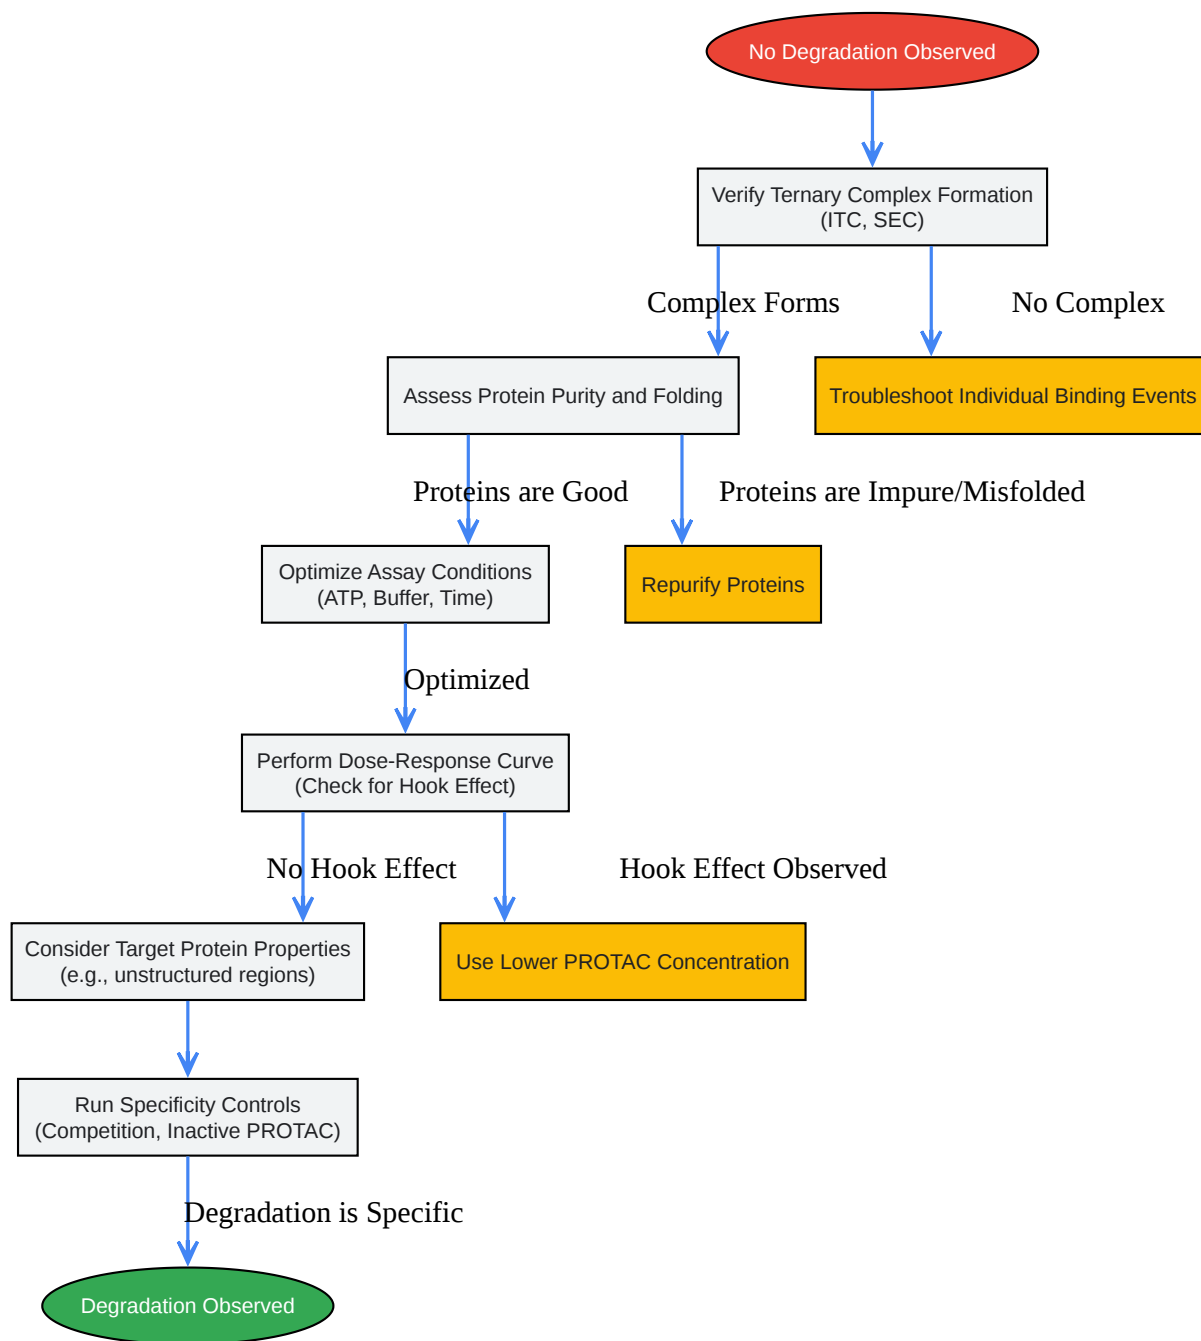 No Degradation Observed
Verify Ternary Complex Formation
(ITC, SEC)
Complex Forms
No Complex
Assess Protein Purity and Folding
Troubleshoot Individual Binding Events
Proteins are Good
Proteins are Impure/Misfolded
Optimize Assay Conditions
(ATP, Buffer, Time)
Repurify Proteins
Optimized
Perform Dose-Response Curve
(Check for Hook Effect)
No Hook Effect
Hook Effect Observed
Consider Target Protein Properties
(e.g., unstructured regions)
Use Lower PROTAC Concentration
Run Specificity Controls
(Competition, Inactive PROTAC)
Degradation is Specific
Degradation Observed